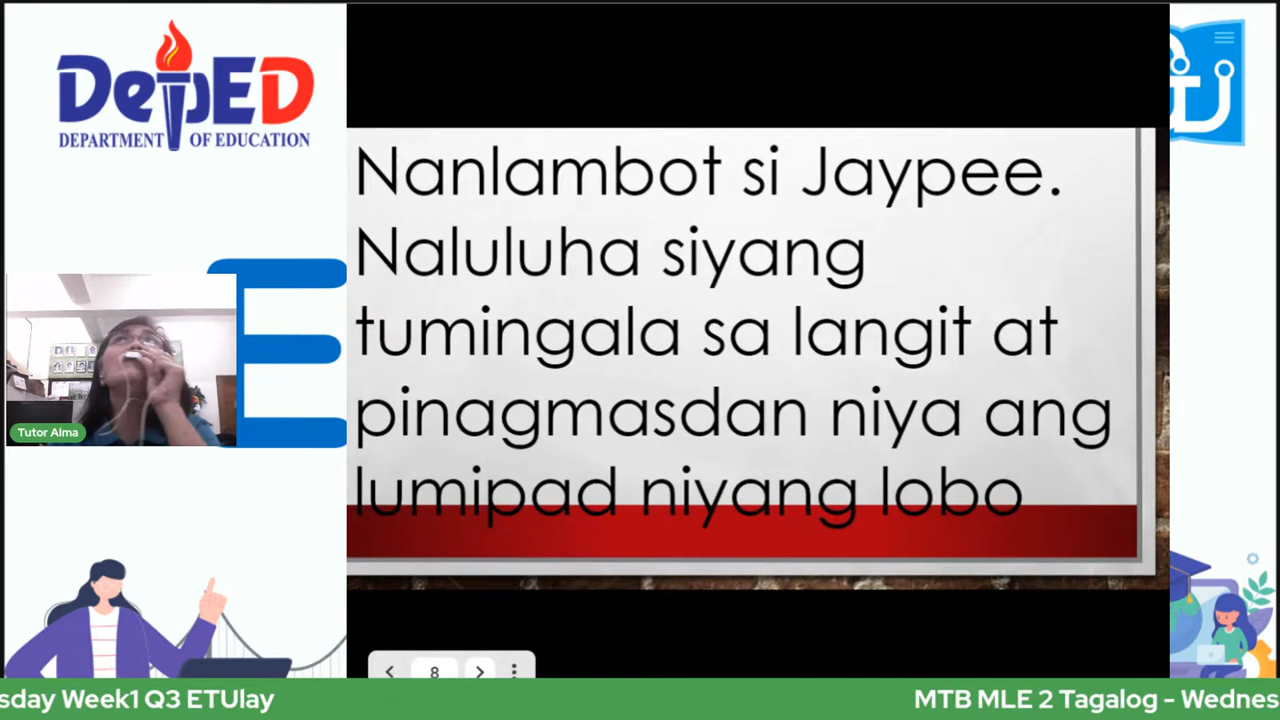 DepED
DEPARTMENT OF EDUCATION
Nanlambot si Jaypee.
Naluluha siyang
tumingala sa langit at
pinagmasdan niya ang
lumipad niyang lobo
E
Tutor Alma
8
sday Week1 Q3 ETUlay
MTB MLE 2 Tagalog - Wednes